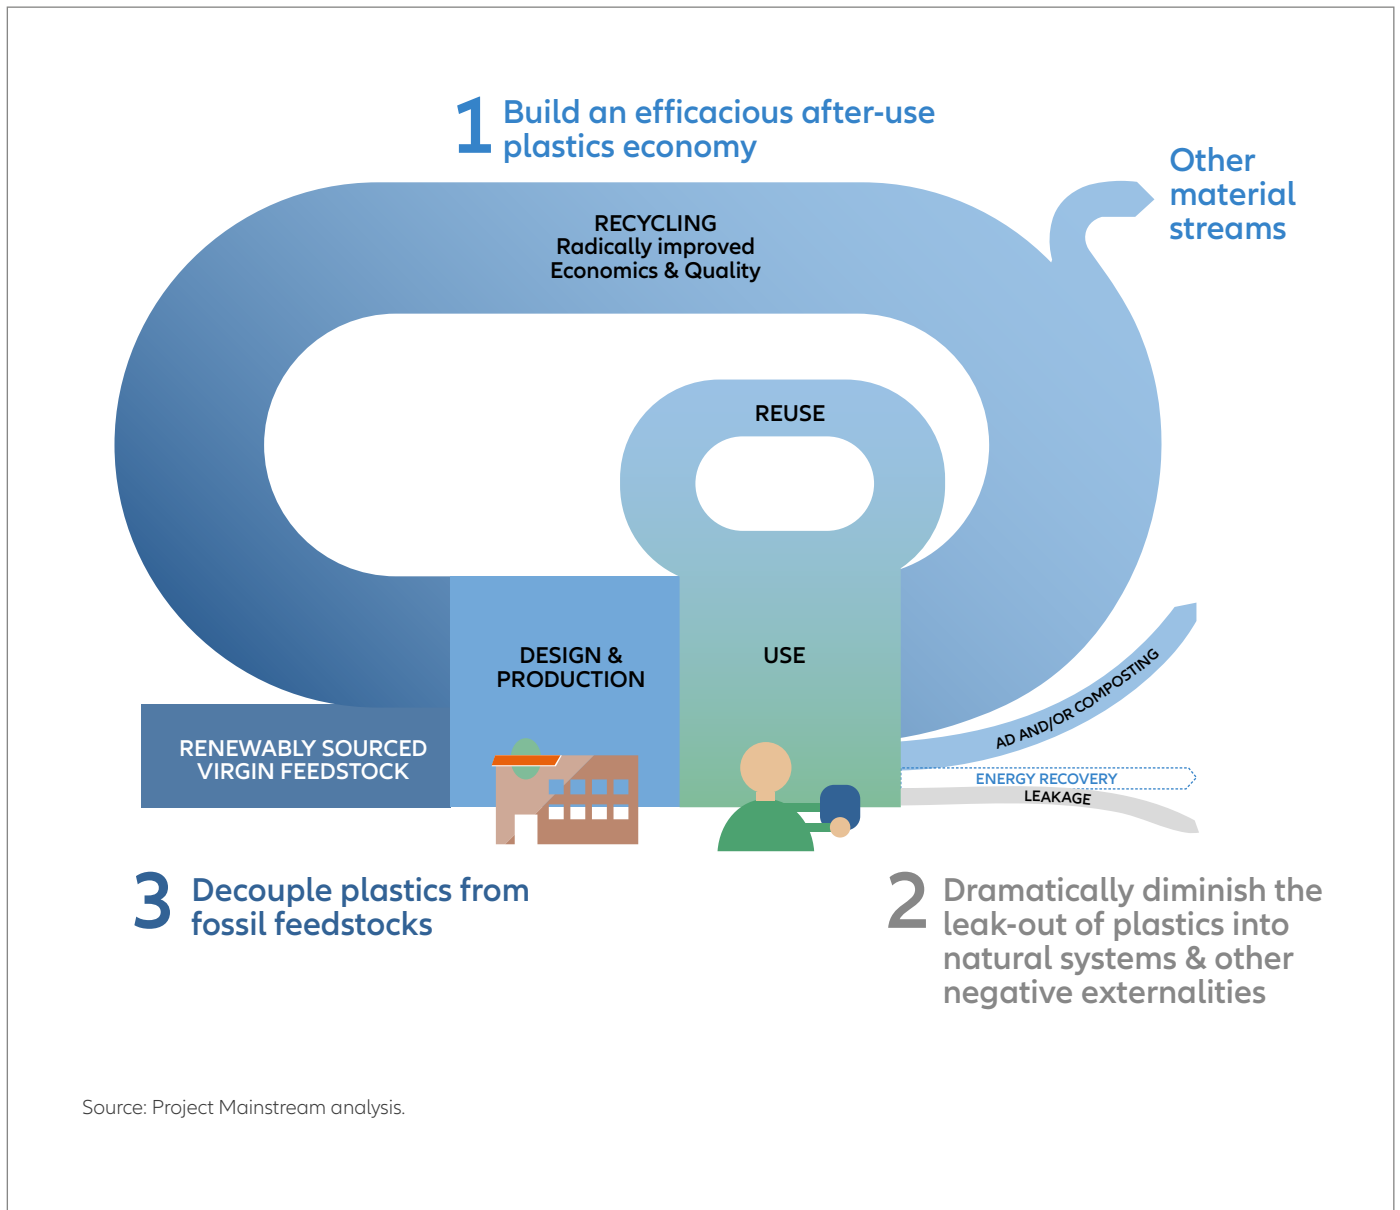 1 Build an efficacious after-use
plastics economy
Other
material
streams
RECYCLING
Radically improved
Economics & Quality
REUSE
DESIGN &
PRODUCTION
USE
AD AND/OR COMPOSTING
RENEWABLY SOURCED
VIRGIN FEEDSTOCK
ENERGY RECOVERY
LEAKAGE
3 Decouple plastics from
fossil feedstocks
2 Dramatically diminish the
leak-out of plastics into
natural systems & other
negative externalities
Source: Project Mainstream analysis.